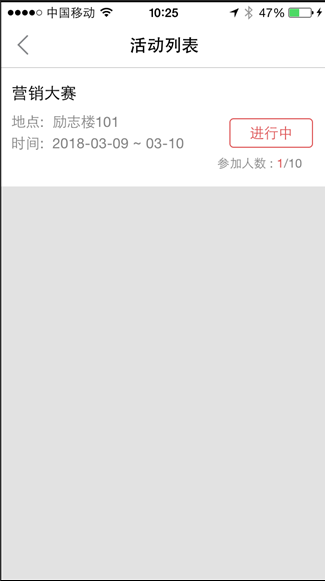 中国移动 10:25 47%
活动列表
营销大赛
地点：励志楼101
进行中
时间：2018-03-09 ~ 03-10
参加人数：1/10